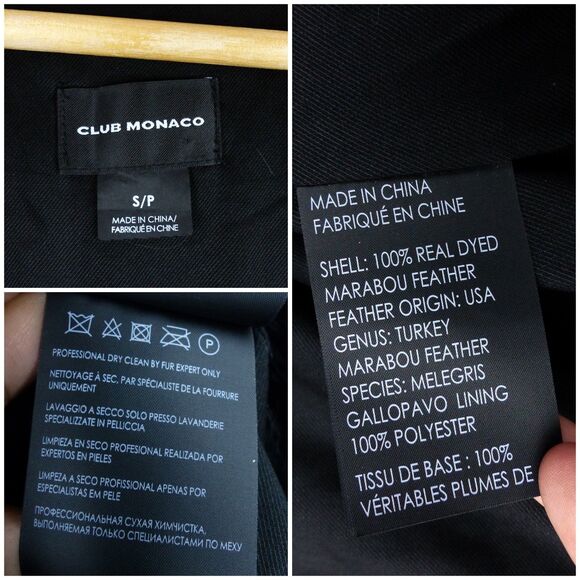 CLUB MONACO
S/P
MADE IN CHINA/
FABRIQUÉ EN CHINE
MADE IN CHINA
FABRIQUÉ EN CHINE
SHELL: 100% REAL DYED
MARABOU FEATHER
FEATHER ORIGIN: USA
GENUS: TURKEY
MARABOU FEATHER
SPECIES: MELEGRIS
GALLOPAVO LINING
100% POLYESTER
TISSU DE BASE : 100%
VÉRITABLES PLUMES DE
P
PROFESSIONAL DRY CLEAN BY FUR EXPERT ONLY
NETTOYAGE À SEC, PAR SPÉCIALISTE DE LA FOURRURE
UNIQUEMENT
LAVAGGIO A SECCO SOLO PRESSO LAVANDERIE
SPECIALIZZATE IN PELLICCIA
LIMPIEZA EN SECO PROFESIONAL REALIZADA POR
EXPERTOS EN PIELES
LIMPEZA A SECO PROFISSIONAL APENAS POR
ESPECIALISTAS EM PELE
ПРОФЕССИОНАЛЬНАЯ СУХАЯ ХИМЧИСТКА,
ВЫПОЛНЯЕМАЯ ТОЛЬКО СПЕЦИАЛИСТАМИ ПО МЕХУ